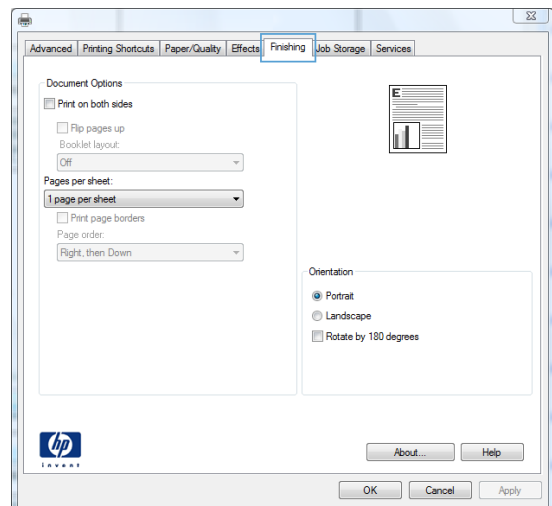 Advanced Printing Shortcuts Paper/Quality Effects Finishing Job Storage Services
Document Options
Print on both sides
Flip pages up
Booklet layout:
Off
Pages per sheet:
1 page per sheet
Print page borders
Page order:
Right, then Down
E
Orientation
Portrait
Landscape
Rotate by 180 degrees
hp
invent
About... Help
OK Cancel Apply